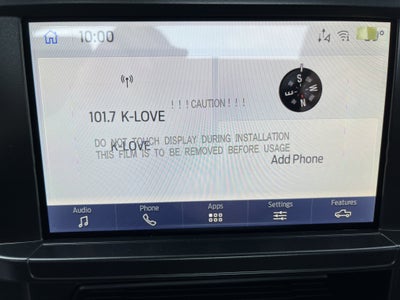 10:00
101.7 K-LOVE
!!!CAUTION!!!
DO NOT TOUCH DISPLAY DURING INSTALLATION
K-LOVE
THIS FILM IS TO BE REMOVED BEFORE USAGE
S
E W
N
Add Phone
Audio Phone Apps Settings Features